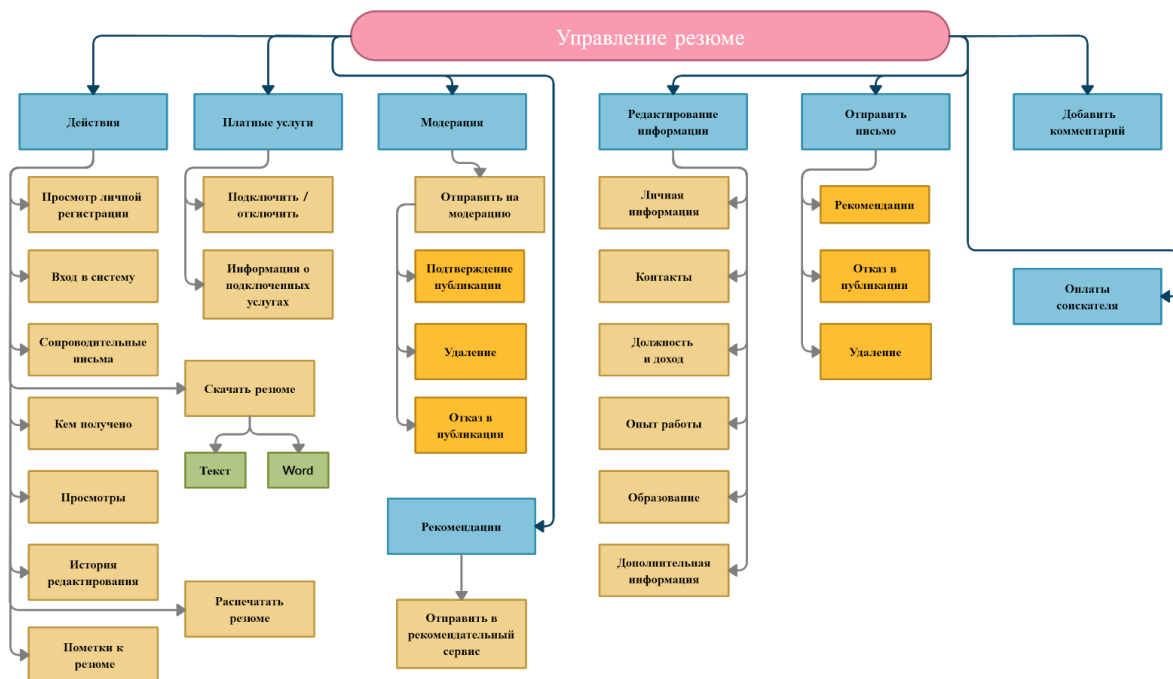 Управление резюме
Действия
Платные услуги
Модерация
Редактирование
информации
Отправить
письмо
Добавить
комментарий
Просмотр личной
регистрации
Вход в систему
Сопроводительные
письма
Кем получено
Просмотры
История
редактирования
Пометки к
резюме
Скачать резюме
Текст
Word
Распечатать
резюме
Подключить /
отключить
Информация о
подключенных
услугах
Отправить на
модерацию
Подтверждение
публикации
Удаление
Отказ в
публикации
Рекомендации
Отправить в
рекомендательный
сервис
Личная
информация
Контакты
Должность
и доход
Опыт работы
Образование
Дополнительная
информация
Рекомендации
Отказ в
публикации
Удаление
Оплаты
соискателя